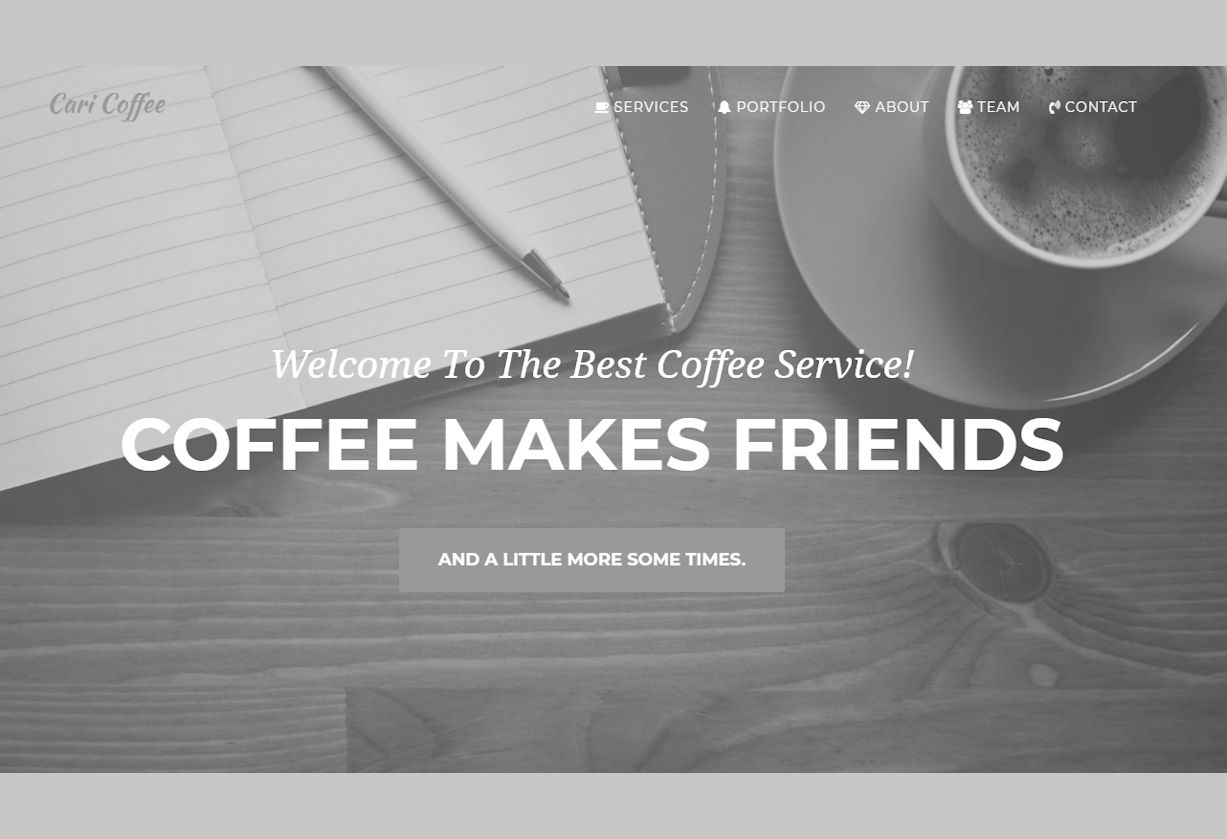 Cari Coffee
SERVICES PORTFOLIO ABOUT TEAM CONTACT
Welcome To The Best Coffee Service!
COFFEE MAKES FRIENDS
AND A LITTLE MORE SOME TIMES.